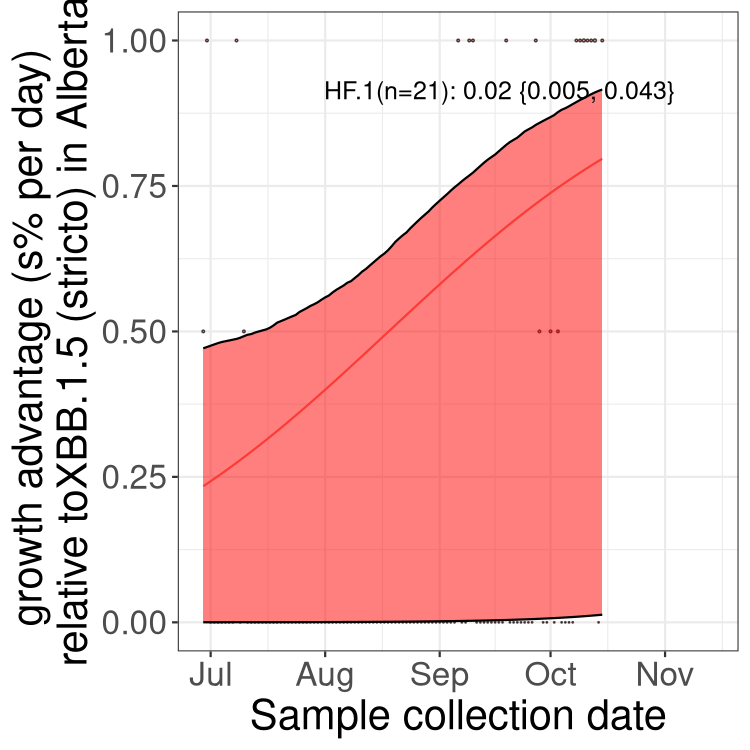 growth advantage (s% per day)
relative toXBB.1.5 (stricto) in Alberta
1.00
0.75
0.50
0.25
0.00
HF.1(n=21): 0.02 {0.005, 0.043}
Jul Aug Sep Oct Nov
Sample collection date